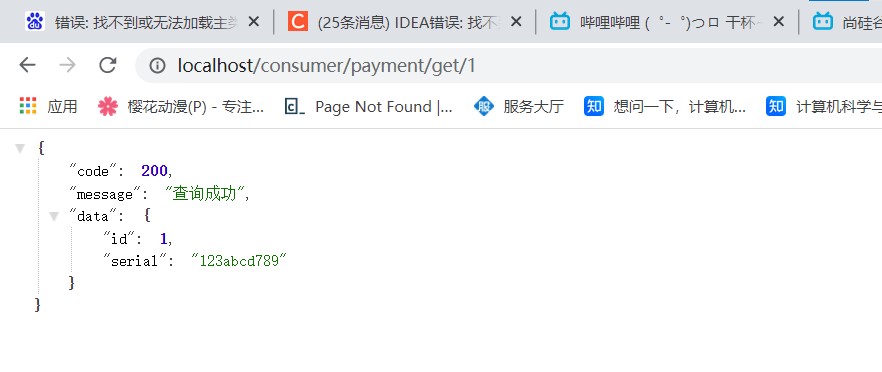 错误: 找不到或无法加载主类
(25条消息) IDEA错误: 找不
哔哩哔哩 (゜-゜)つロ 干杯~
尚硅谷
localhost/consumer/payment/get/1
应用
樱花动漫(P) - 专注...
Page Not Found |...
服务大厅
想问一下，计算机...
计算机科学与
{
"code": 200,
"message": "查询成功",
"data": {
"id": 1,
"serial": "123abcd789"
}
}